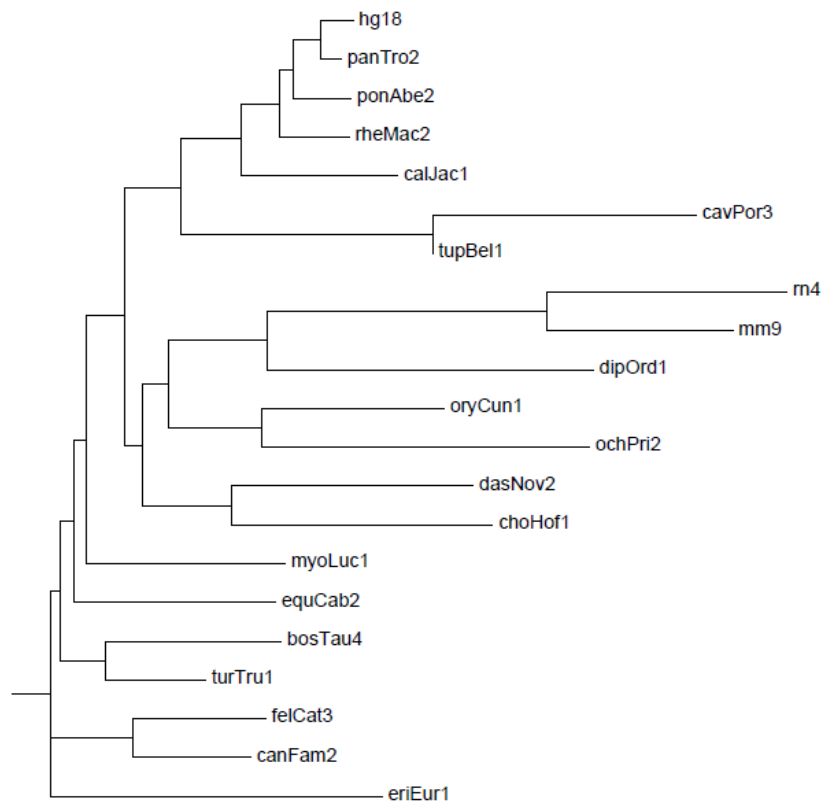 hg18
panTro2
ponAbe2
rheMac2
calJac1
cavPor3
tupBel1
rn4
mm9
dipOrd1
oryCun1
ochPri2
dasNov2
choHof1
myoLuc1
equCab2
bosTau4
turTru1
felCat3
canFam2
eriEur1